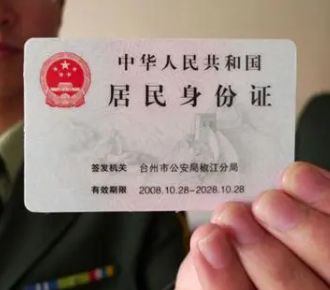 中华人民共和国
居民身份证
签发机关 台州市公安局椒江分局
有效期限 2008.10.28-2028.10.28